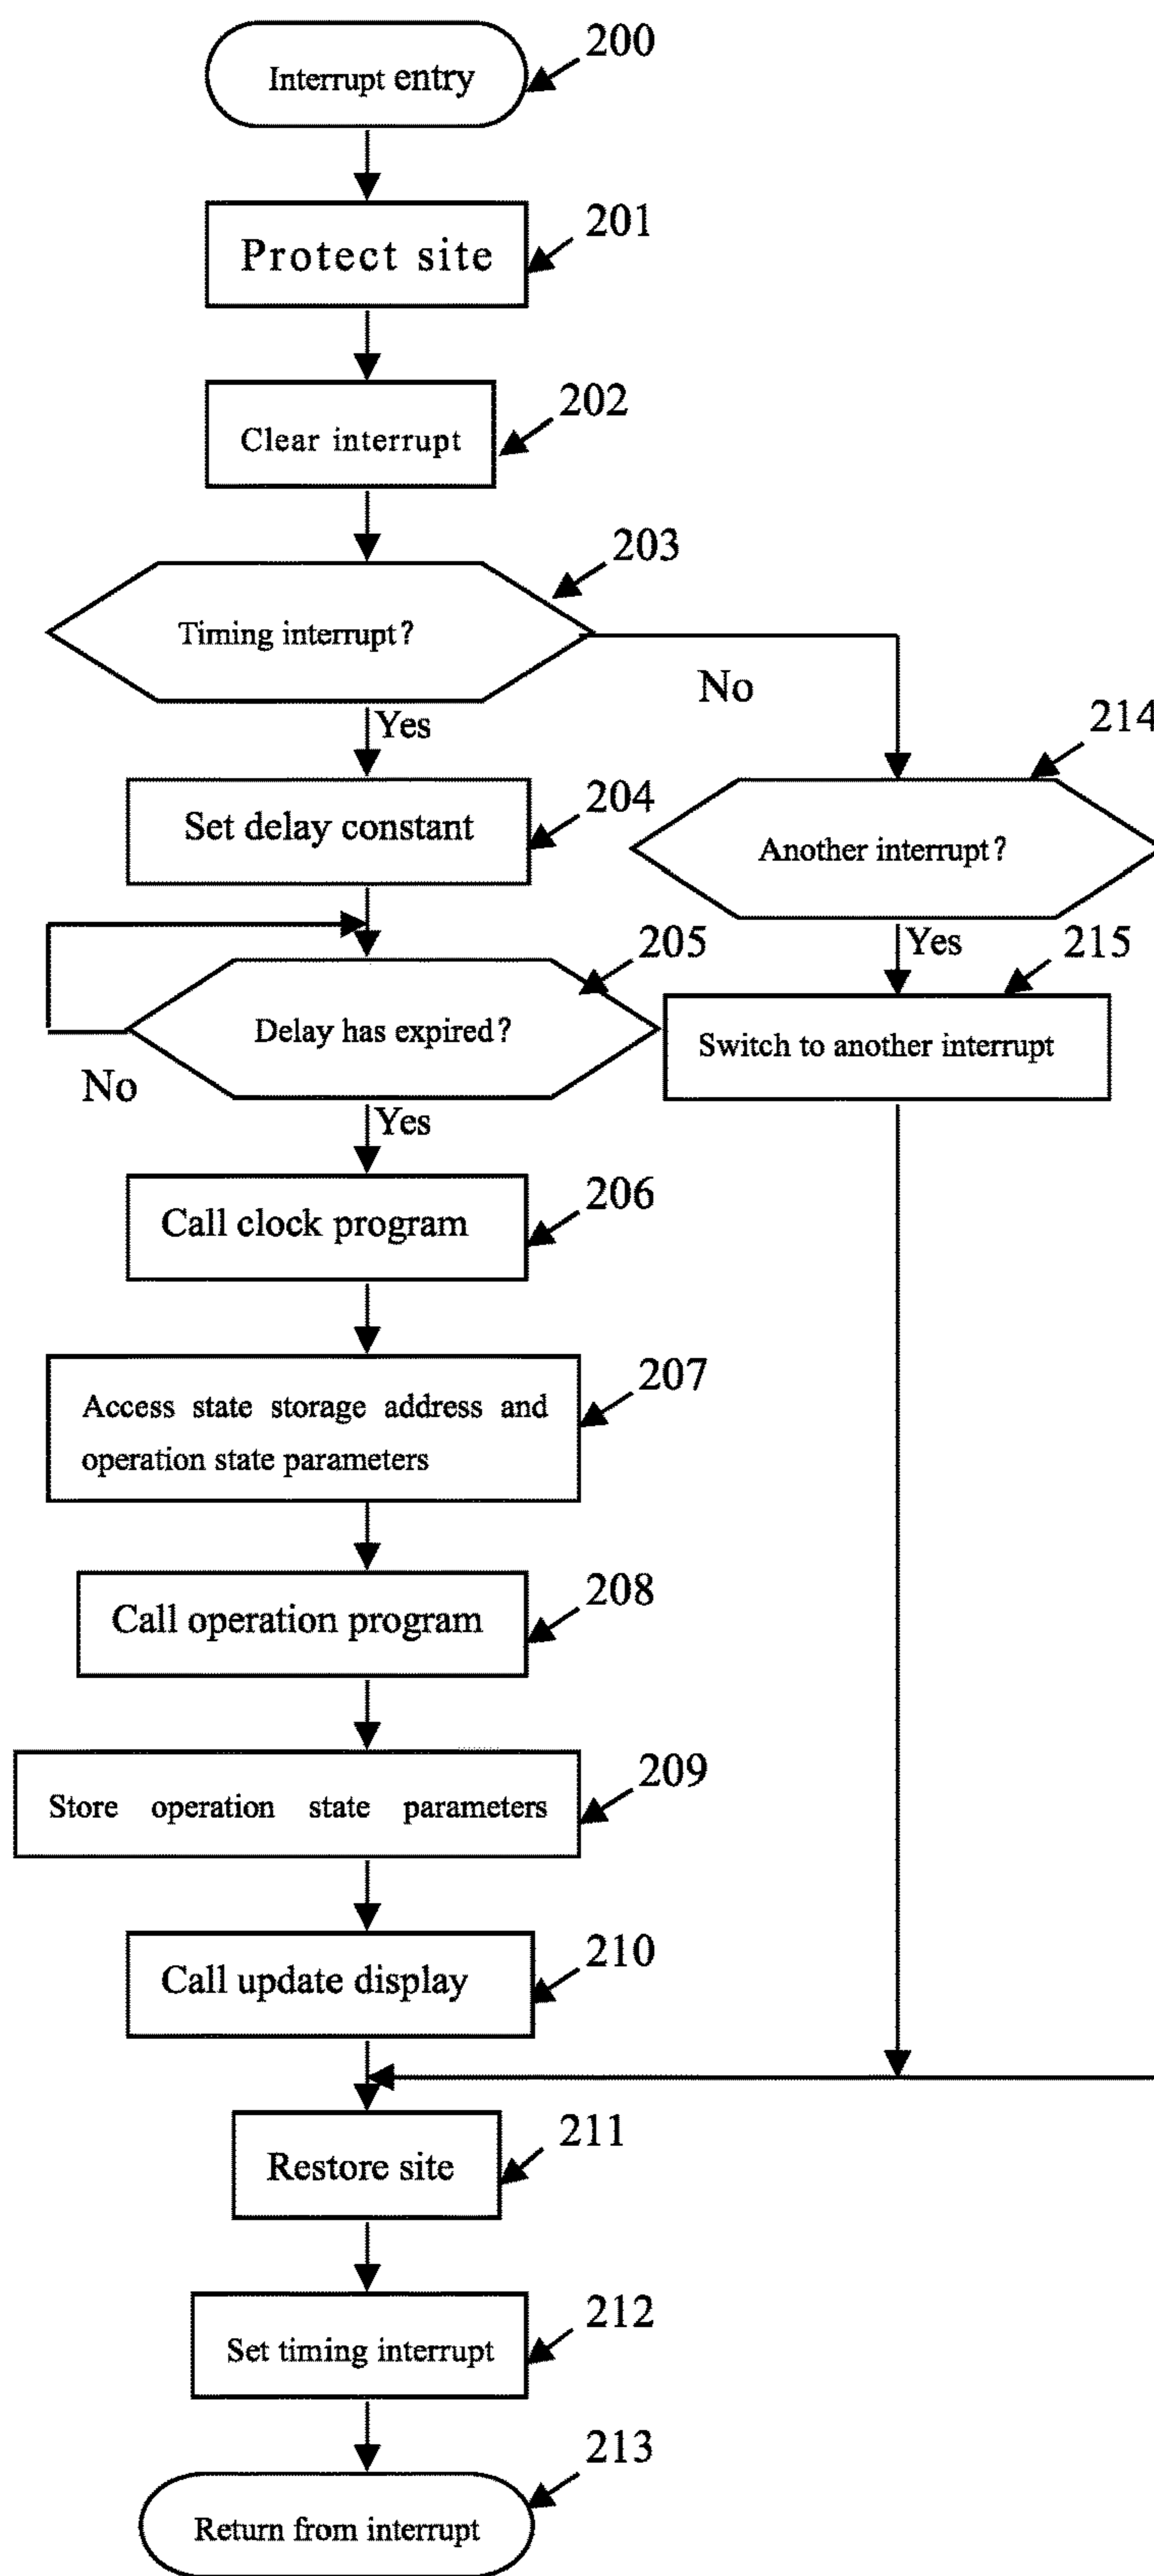 200
Interrupt entry
201
Protect site
202
Clear interrupt
203
Timing interrupt?
No
Yes
214
204
Set delay constant
Another interrupt?
Yes
215
205
Delay has expired?
Switch to another interrupt
No
Yes
206
Call clock program
207
Access state storage address and
operation state parameters
208
Call operation program
209
Store operation state parameters
210
Call update display
211
Restore site
212
Set timing interrupt
213
Return from interrupt